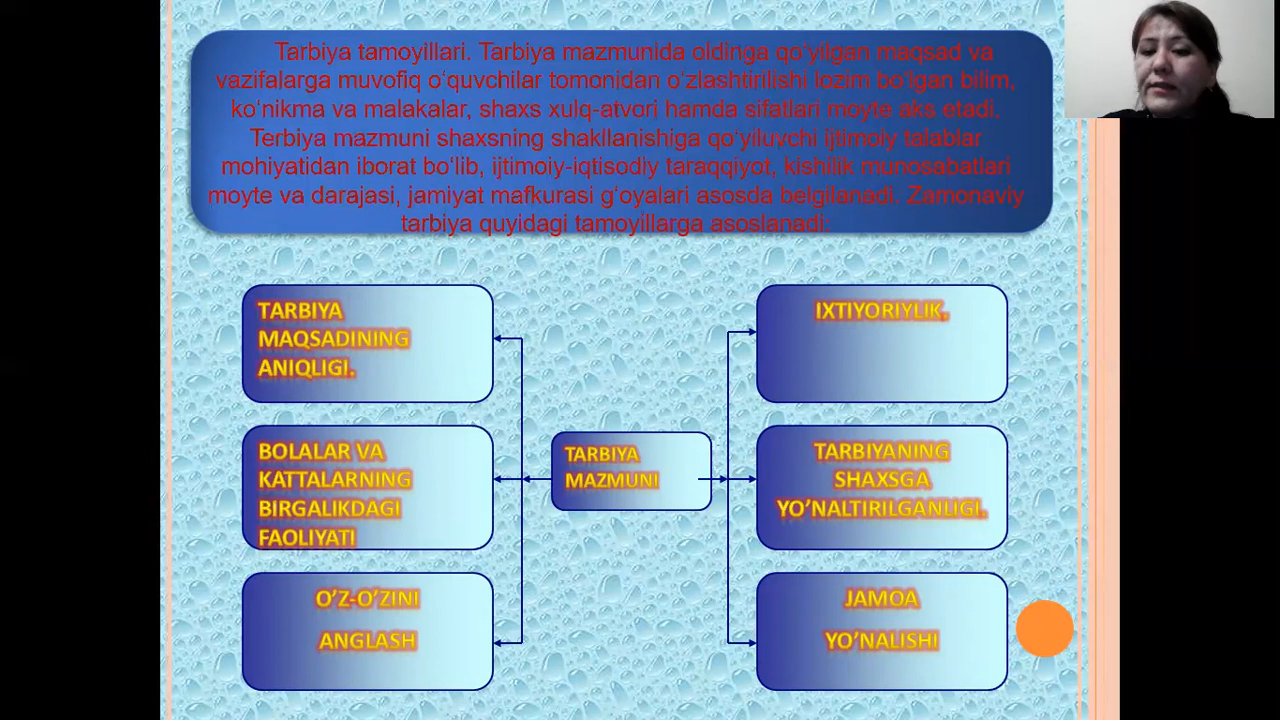 Tarbiya tamoyillari. Tarbiya mazmunida oldinga qo‘yilgan maqsad va
vazifalarga muvofiq o‘quvchilar tomonidan o‘zlashtirilishi lozim bo‘lgan bilim,
ko‘nikma va malakalar, shaxs xulq-atvori hamda sifatlari moyte aks etadi.
Terbiya mazmuni shaxsning shakllanishiga qo‘yiluvchi ijtimoiy talablar
mohiyatidan iborat bo‘lib, ijtimoiy-iqtisodiy taraqqiyot, kishilik munosabatlari
moyte va darajasi, jamiyat mafkurasi g‘oyalari asosda belgilanadi. Zamonaviy
tarbiya quyidagi tamoyillarga asoslanadi:
TARBIYA
MAQSADINING
ANIQLIGI.
BOLALAR VA
KATTALARNING
BIRGALIKDAGI
FAOLIYATI
O’Z-O’ZINI
ANGLASH
TARBIYA
MAZMUNI
IXTIYORIYLIK.
TARBIYANING
SHAXSGA
YO’NALTIRILGANLIGI.
JAMOA
YO’NALISHI